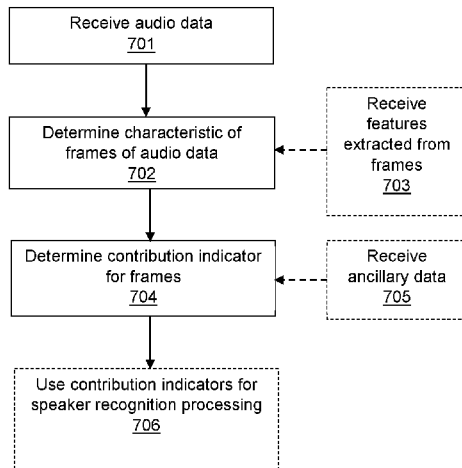 Receive audio data
701
Determine characteristic of
frames of audio data
702
Receive
features
extracted from
frames
703
Determine contribution indicator
for frames
704
Receive
ancillary data
705
Use contribution indicators for
speaker recognition processing
706